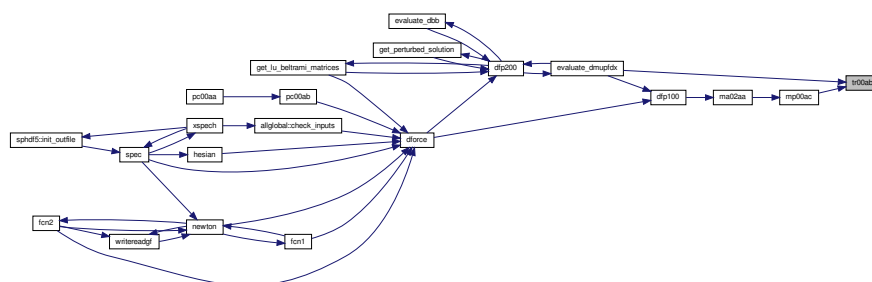 evaluate_dbb
get_perturbed_solution
get_lu_beltrami_matrices
dfp200
evaluate_dmupfdx
tr00ab
pc00aa
pc00ab
dfp100
ma02aa
mp00ac
xspech
allglobal::check_inputs
sphdf5::init_outfile
dforce
spec
hesian
fcn2
newton
writereadgf
fcn1